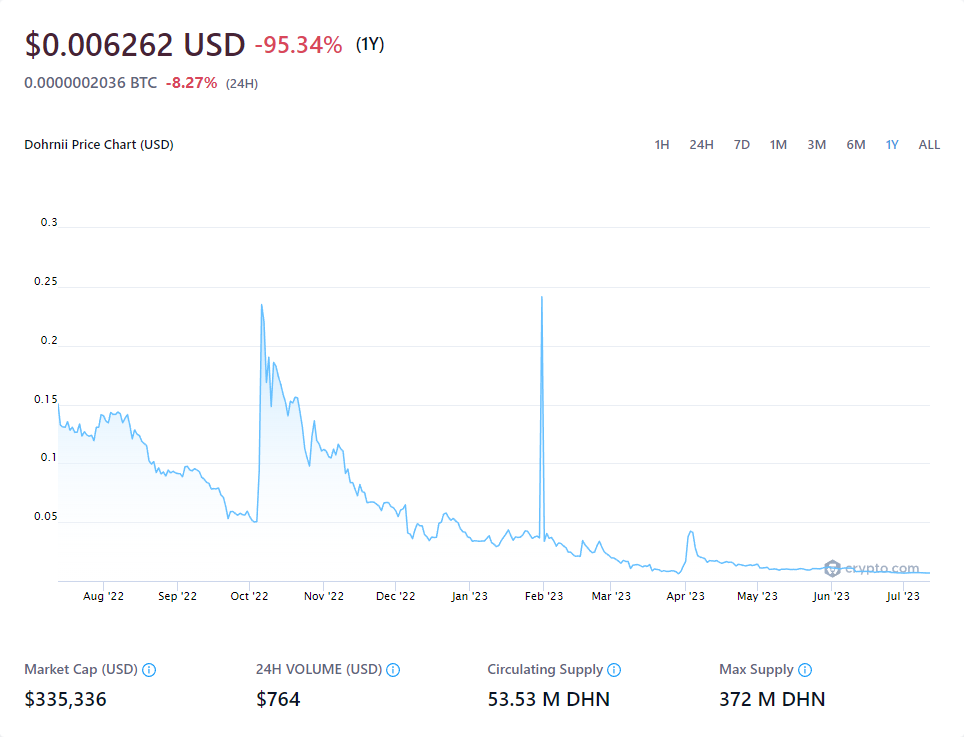 $0.006262 USD -95.34% (1Y)
0.0000002036 BTC -8.27% (24H)
Dohrnii Price Chart (USD) 1H 24H 7D 1M 3M 6M 1Y ALL
0.3
0.25
0.2
0.15
0.1
0.05
crypto.com
Aug '22 Sep '22 Oct '22 Nov '22 Dec '22 Jan '23 Feb '23 Mar '23 Apr '23 May '23 Jun '23 Jul '23
Market Cap (USD) 24H VOLUME (USD) Circulating Supply Max Supply
$335,336 $764 53.53 M DHN 372 M DHN